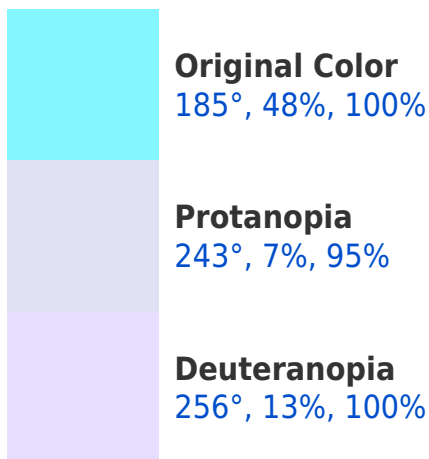 Original Color
185°, 48%, 100%
Protanopia
243°, 7%, 95%
Deuteranopia
256°, 13%, 100%